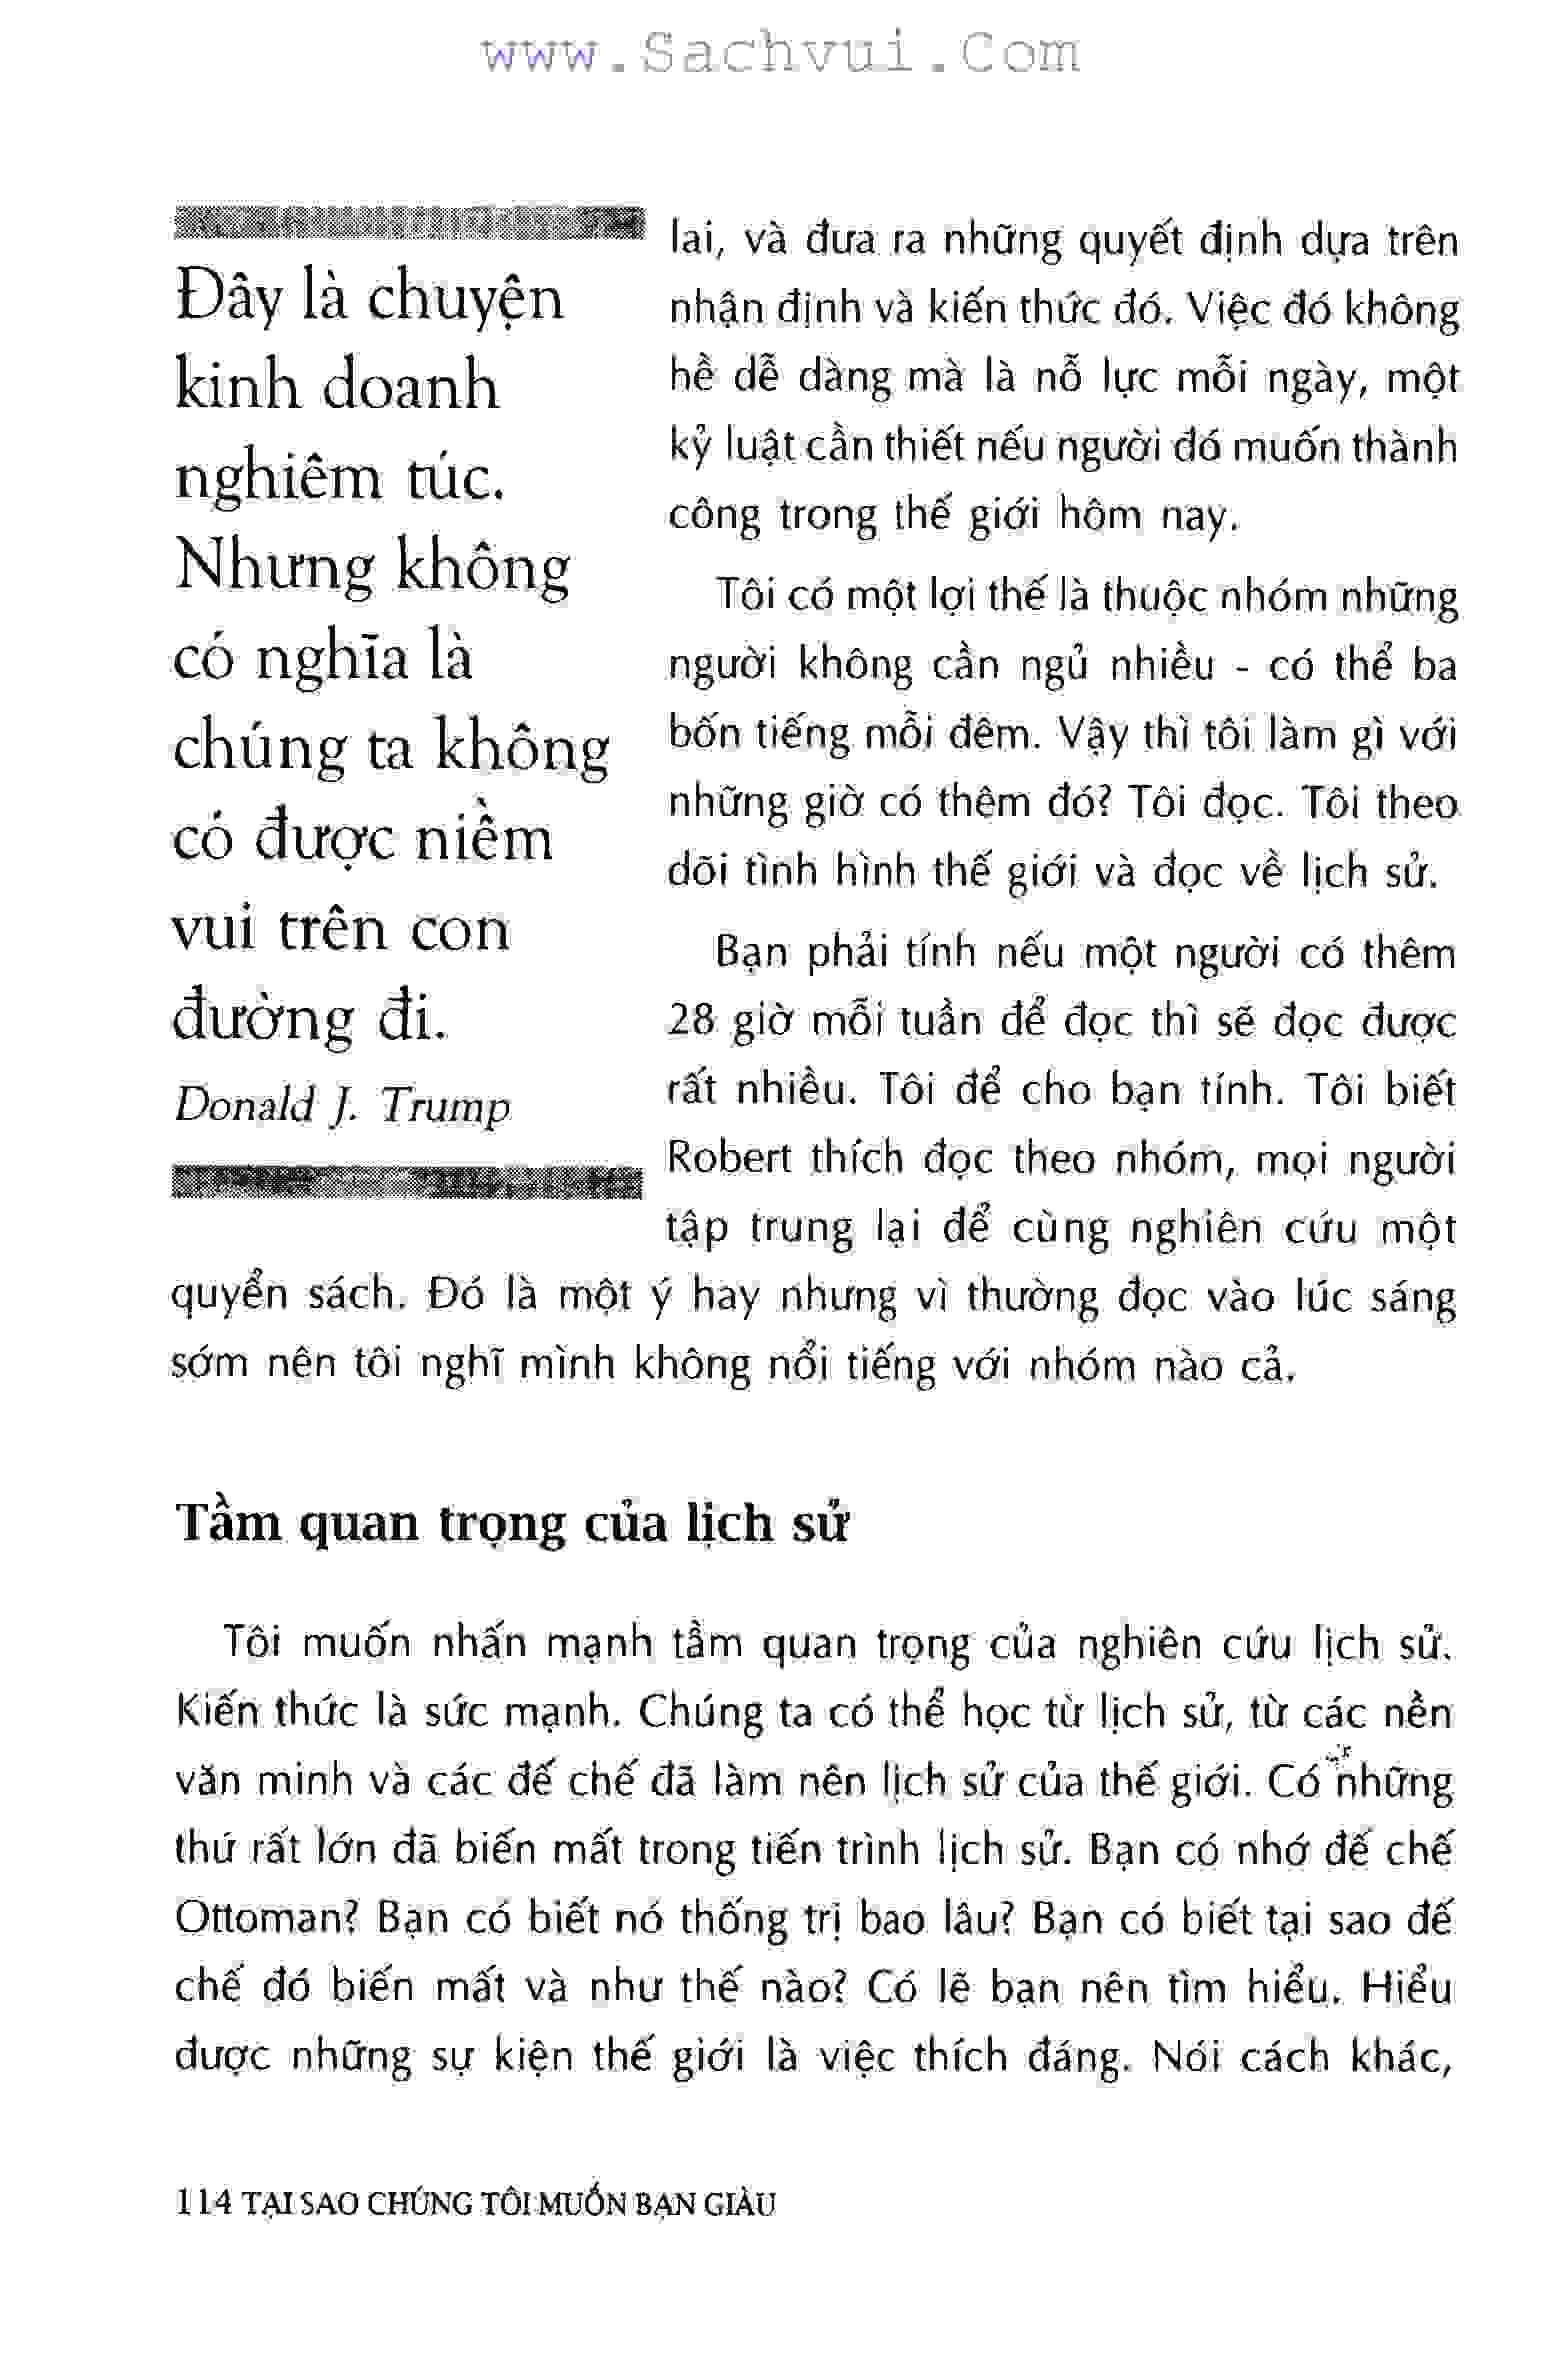 www.Sachvui.Com
Đây là chuyện
kinh doanh
nghiêm túc.
Nhưng không
có nghĩa là
chúng ta không
có được niềm
vui trên con
đường đi.
Donald J. Trump
lai, và đưa ra những quyết định dựa trên
nhận định và kiến thức đó. Việc đó không
hề dễ dàng mà là nỗ lực mỗi ngày, một
kỷ luật cần thiết nếu người đó muốn thành
công trong thế giới hôm nay.
Tôi có một lợi thế là thuộc nhóm những
người không cần ngủ nhiều - có thể ba
bốn tiếng mỗi đêm. Vậy thì tôi làm gì với
những giờ có thêm đó? Tôi đọc. Tôi theo
dõi tình hình thế giới và đọc về lịch sử.
Bạn phải tính nếu một người có thêm
28 giờ mỗi tuần để đọc thì sẽ đọc được
rất nhiều. Tôi để cho bạn tính. Tôi biết
Robert thích đọc theo nhóm, mọi người
tập trung lại để cùng nghiên cứu một
quyển sách. Đó là một ý hay nhưng vì thường đọc vào lúc sáng
sớm nên tôi nghĩ mình không nổi tiếng với nhóm nào cả.
Tầm quan trọng của lịch sử
Tôi muốn nhấn mạnh tầm quan trọng của nghiên cứu lịch sử.
Kiến thức là sức mạnh. Chúng ta có thể học từ lịch sử, từ các nền
văn minh và các đế chế đã làm nên lịch sử của thế giới. Có những
thứ rất lớn đã biến mất trong tiến trình lịch sử. Bạn có nhớ đế chế
Ottoman? Bạn có biết nó thống trị bao lâu? Bạn có biết tại sao đế
chế đó biến mất và như thế nào? Có lẽ bạn nên tìm hiểu. Hiểu
được những sự kiện thế giới là việc thích đáng. Nói cách khác,
114 TẠI SAO CHÚNG TÔI MUỐN BẠN GIÀU